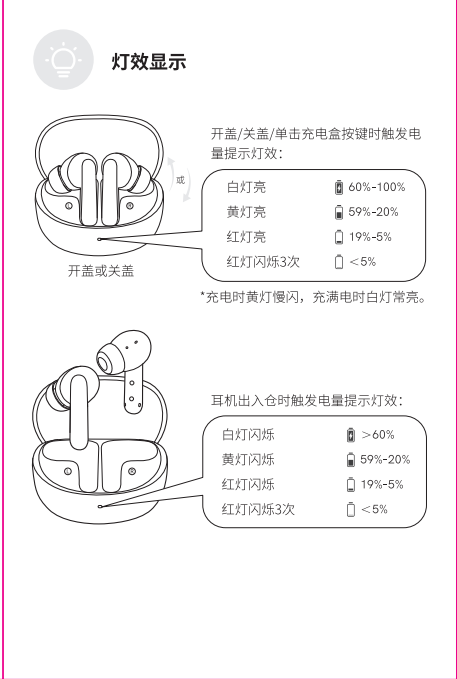 灯效显示
开盖/关盖/单击充电盒按键时触发电
量提示灯效：
白灯亮 60%-100%
黄灯亮 59%-20%
红灯亮 19%-5%
红灯闪烁3次 <5%
或
L
R
开盖或关盖
*充电时黄灯慢闪，充满电时白灯常亮。
耳机出入仓时触发电量提示灯效：
白灯闪烁 >60%
黄灯闪烁 59%-20%
红灯闪烁 19%-5%
红灯闪烁3次 <5%
L
R